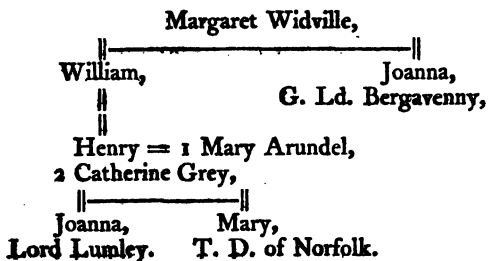 Margaret Widville,
William, Joanna,
G. Ld. Bergavenny,
Henry = 1 Mary Arundel,
2 Catherine Grey,
Joanna, Mary,
Lord Lumley. T. D. of Norfolk.